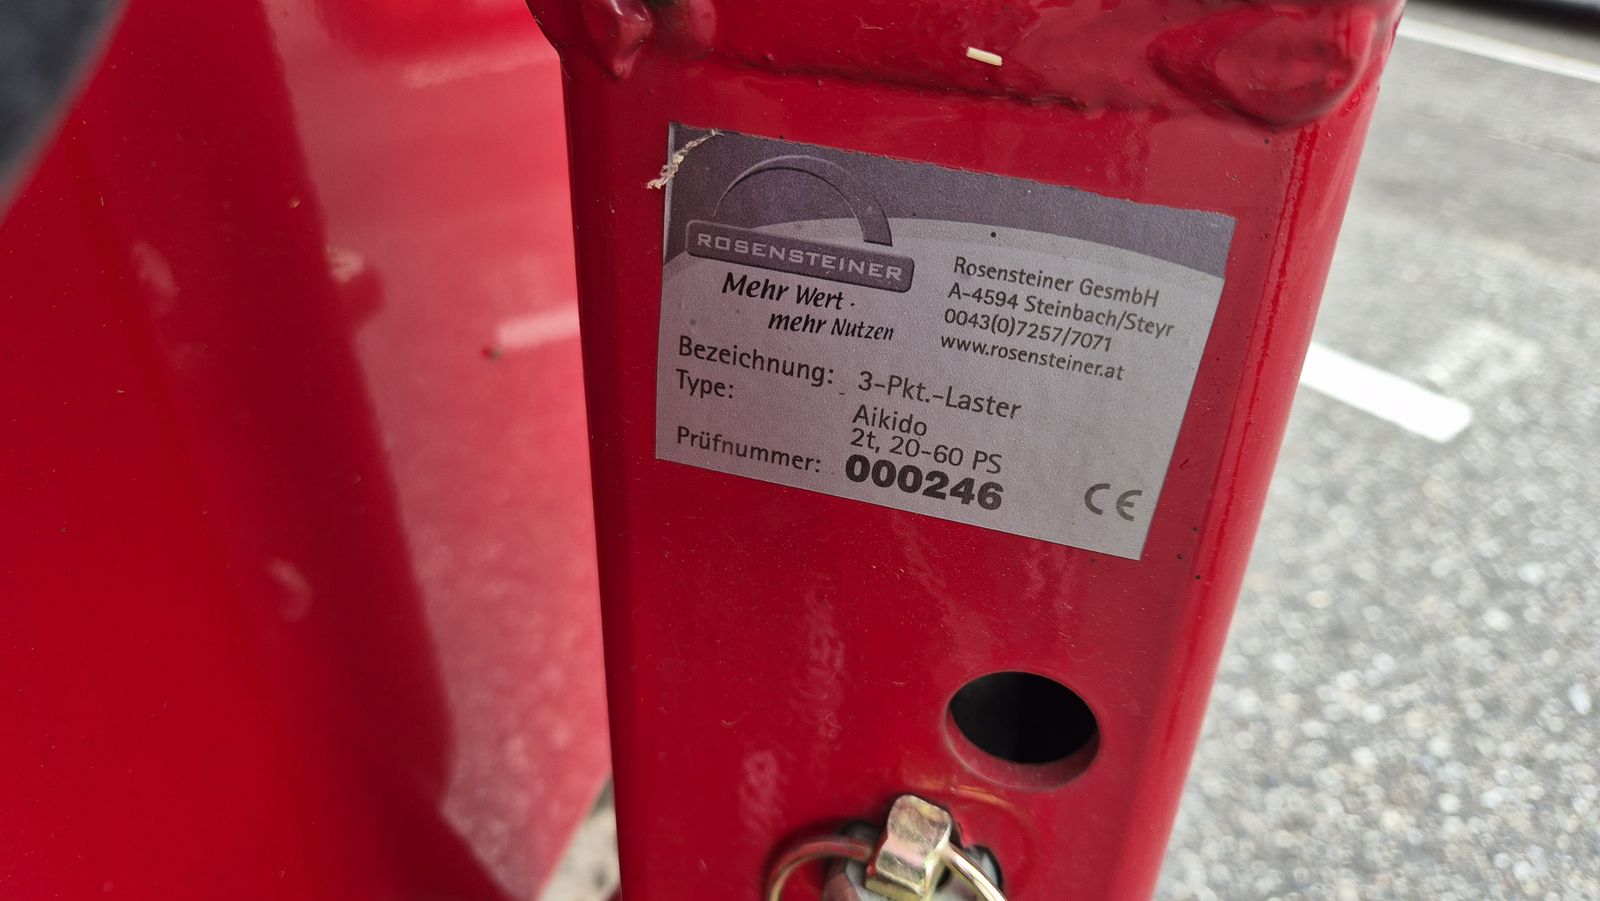 ROSENSTEINER
Mehr Wert -
mehr Nutzen
Rosensteiner GesmbH
A-4594 Steinbach/Steyr
0043(0)7257/7071
www.rosensteiner.at
Bezeichnung: 3-Pkt.-Laster
Type: Aikido
2t, 20-60 PS
Prüfnummer: 000246
CE